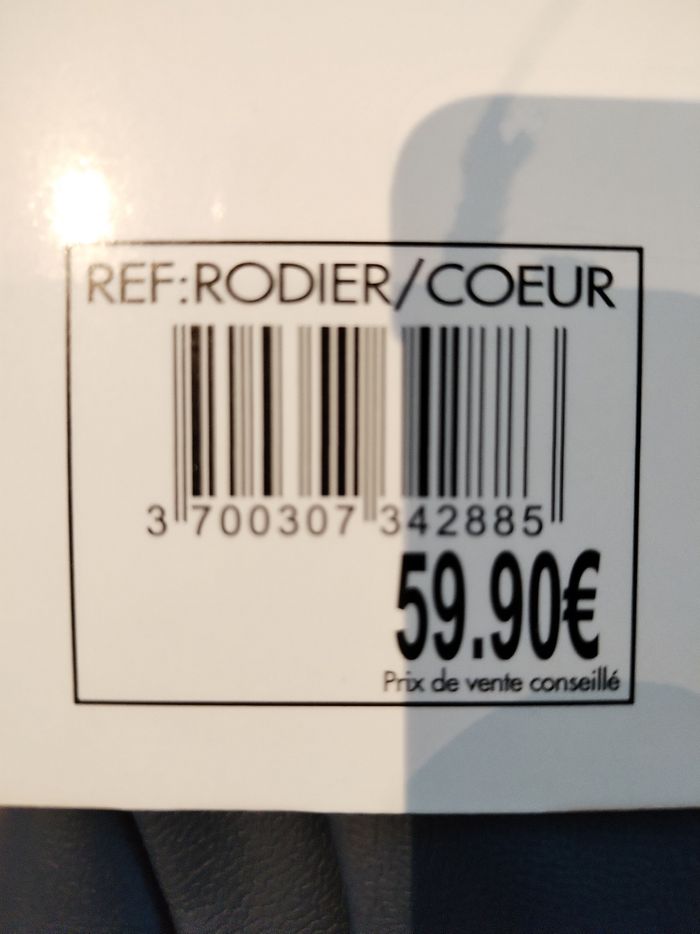 REF:RODIER/COEUR
3 700307 342885
59.90€
Prix de vente conseillé